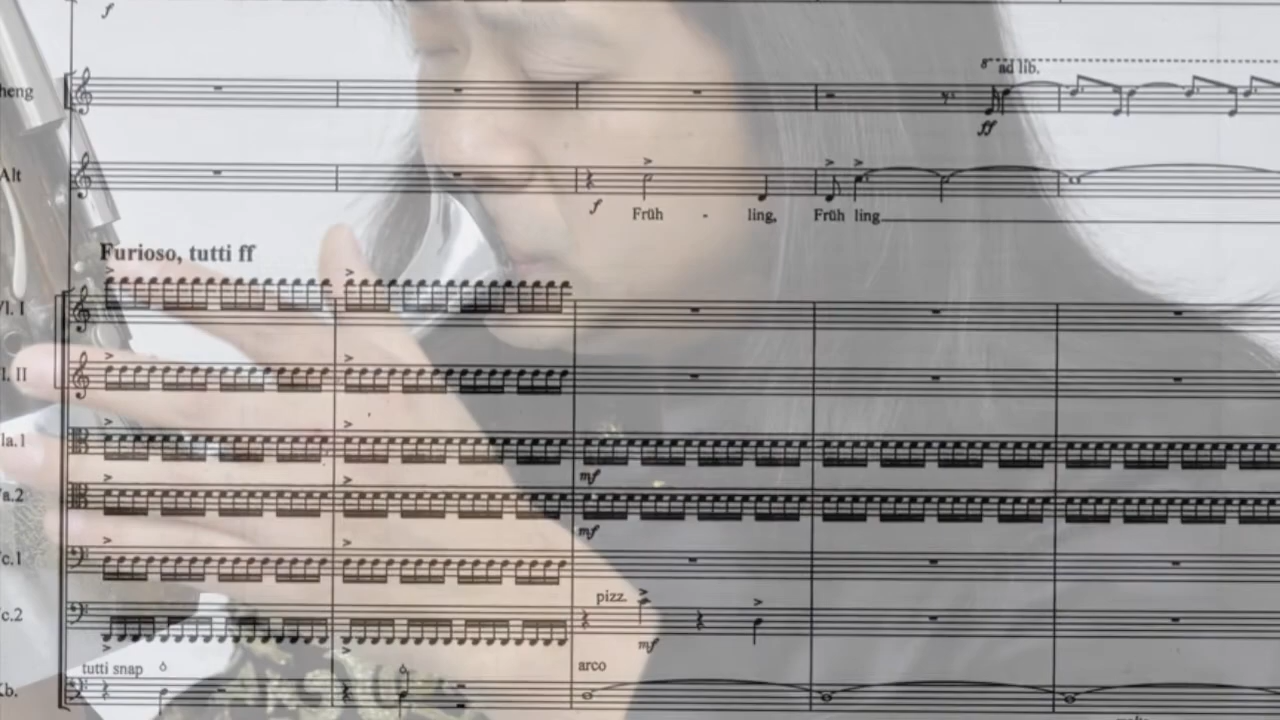 f
heng
8 ad lib.
ff
Alt
f Früh - ling, Früh ling
Furioso, tutti ff
Vl. I
l. II
la.1
mf
a.2
mf
c.1
pizz.
c.2
mf
tutti snap
arco
Kb.